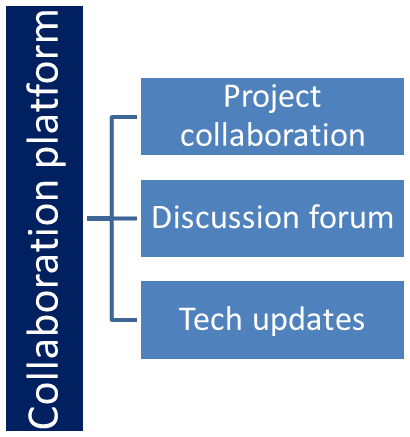 Collaboration platform
Project
collaboration
Discussion forum
Tech updates